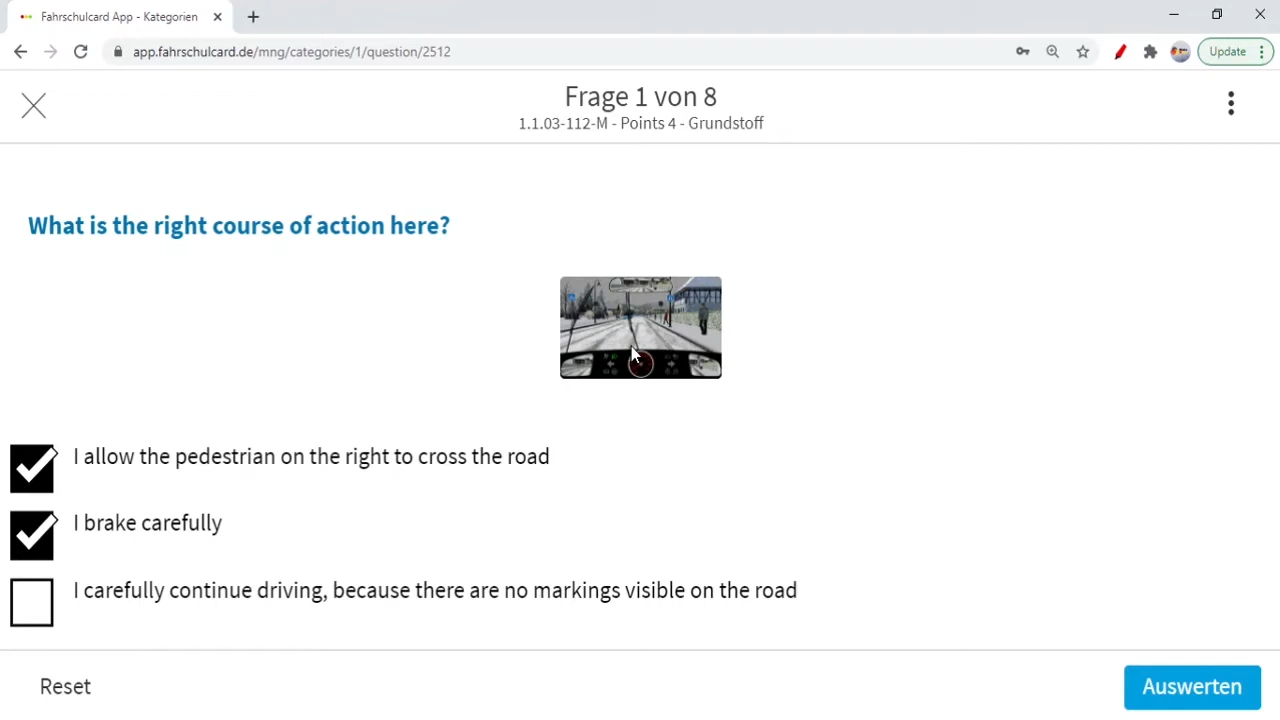 Fahrschulcard App - Kategorien
app.fahrschulcard.de/mng/categories/1/question/2512
Update
Frage 1 von 8
1.1.03-112-M - Points 4 - Grundstoff
What is the right course of action here?
I allow the pedestrian on the right to cross the road
I brake carefully
I carefully continue driving, because there are no markings visible on the road
Reset
Auswerten